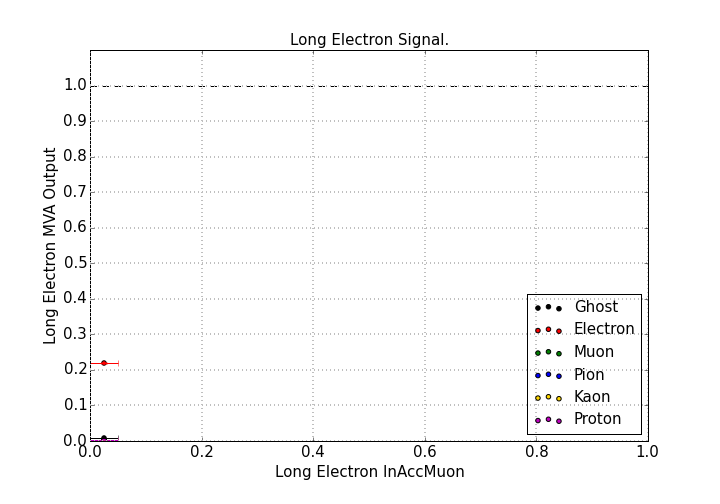 Long Electron Signal.
Long Electron MVA Output
1.0
0.9
0.8
0.7
0.6
0.5
0.4
0.3
0.2
0.1
0.0
Ghost
Electron
Muon
Pion
Kaon
Proton
0.0 0.2 0.4 0.6 0.8 1.0
Long Electron InAccMuon